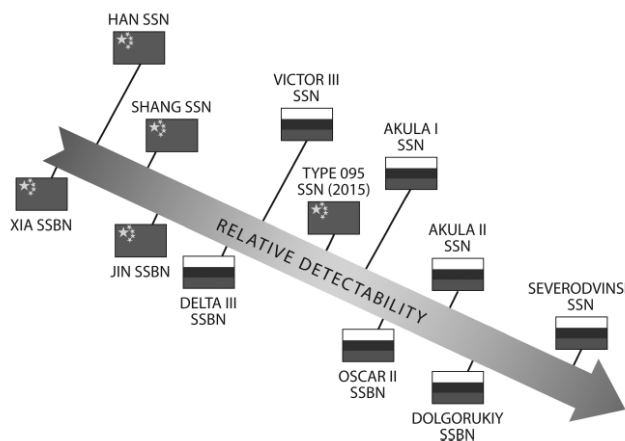 HAN SSN
SHANG SSN
VICTOR III
SSN
AKULA I
SSN
TYPE 095
SSN (2015)
XIA SSBN
JIN SSBN
RELATIVE DETECTABILITY
AKULA II
SSN
DELTA III
SSBN
SEVERODVINS
SSN
OSCAR II
SSBN
DOLGORUKIY
SSBN